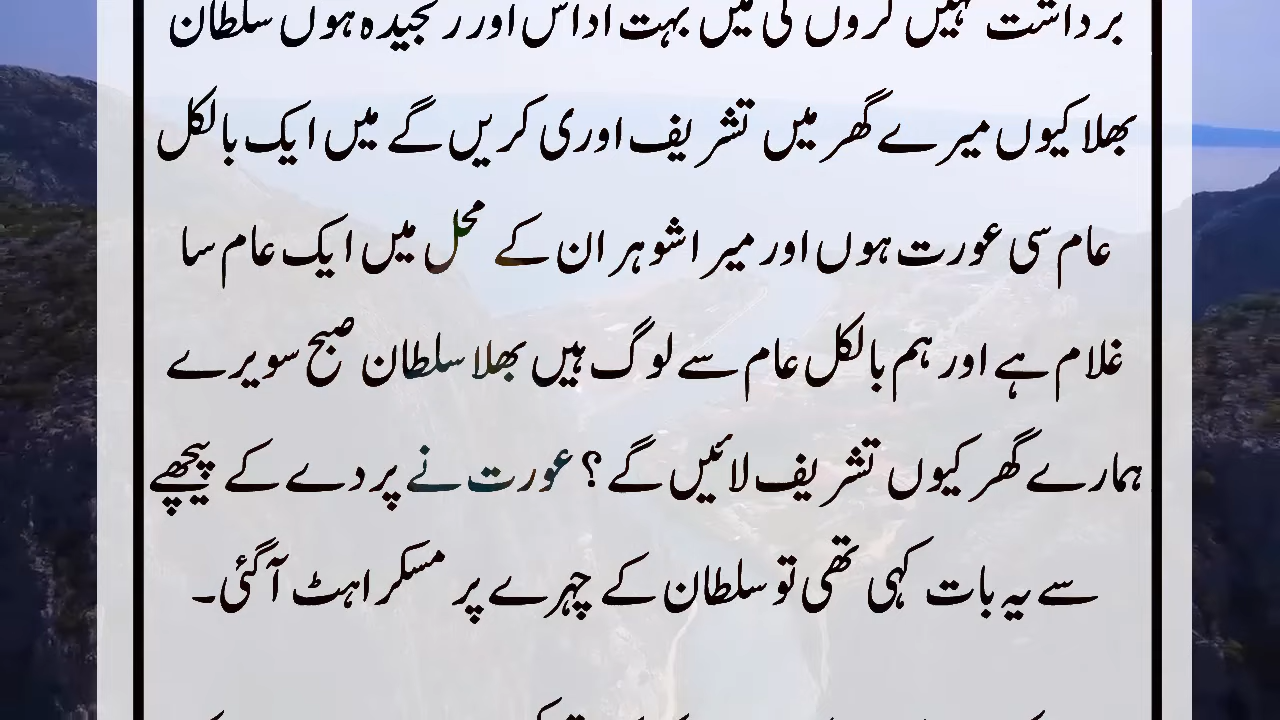 برداشت نہیں کروں گی میں بہت اداس اور رنجیدہ ہوں سلطان
بھلا کیوں میرے گھر میں تشریف اوری کریں گے میں ایک بالکل
عام سی عورت ہوں اور میرا شوہر ان کے محل میں ایک عام سا
غلام ہے اور ہم بالکل عام سے لوگ ہیں بھلا سلطان صبح سویرے
ہمارے گھر کیوں تشریف لائیں گے ؟ عورت نے پردے کے پیچھے
سے یہ بات کہی تھی تو سلطان کے چہرے پر مسکراہٹ آگئی۔